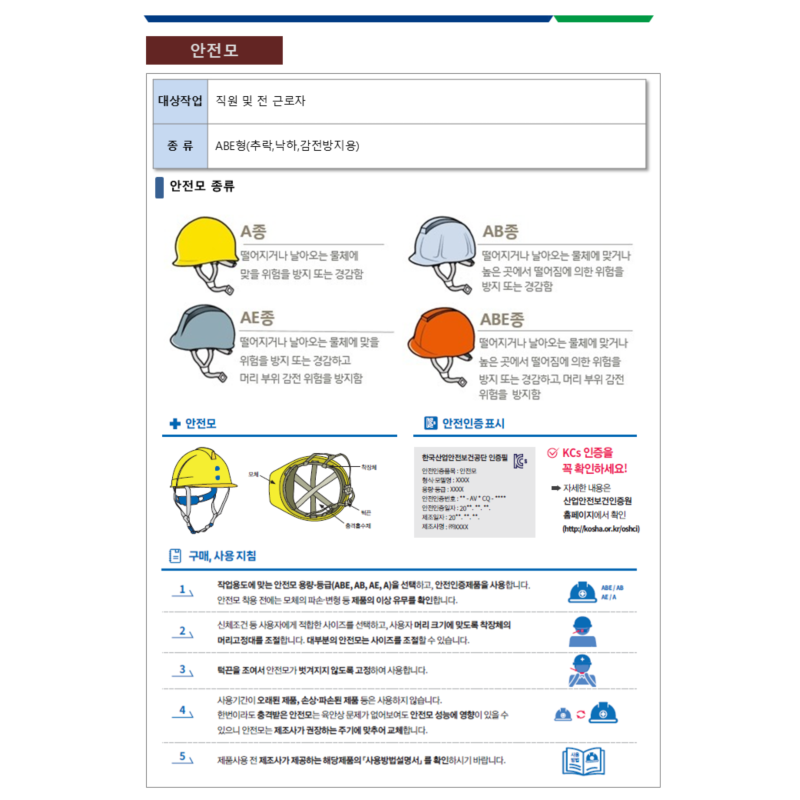 안전모
대상작업 직원 및 전 근로자
종 류 ABE형(추락,낙하,감전방지용)
안전모 종류
A종
떨어지거나 날아오는 물체에
맞을 위험을 방지 또는 경감함
AB종
떨어지거나 날아오는 물체에 맞거나
높은 곳에서 떨어짐에 의한 위험을
방지 또는 경감함
AE종
떨어지거나 날아오는 물체에 맞을
위험을 방지 또는 경감하고
머리 부위 감전 위험을 방지함
ABE종
떨어지거나 날아오는 물체에 맞거나
높은 곳에서 떨어짐에 의한 위험을
방지 또는 경감하고, 머리 부위 감전
위험을 방지함
안전모
모체
착장체
턱끈
충격흡수재
안전인증표시
한국산업안전보건공단 인증필
안전인증품목 : 안전모
형식·모델명 : XXXX
용량·등급 : XXXX
안전인증번호 : ** - AV * CQ - ****
안전인증일자 : 20**. **. **.
제조일자 : 20**. **. **.
제조사명 : ㈜XXXX
KCs 인증을
꼭 확인하세요!
자세한 내용은
산업안전보건인증원
홈페이지에서 확인
(http://kosha.or.kr/oshci)
구매, 사용 지침
1
작업용도에 맞는 안전모 용량·등급(ABE, AB, AE, A)을 선택하고, 안전인증제품을 사용합니다.
안전모 착용 전에는 모체의 파손·변형 등 제품의 이상 유무를 확인합니다.
ABE / AB
AE / A
2
신체조건 등 사용자에게 적합한 사이즈를 선택하고, 사용자 머리 크기에 맞도록 착장체의
머리고정대를 조절합니다. 대부분의 안전모는 사이즈를 조절할 수 있습니다.
3
턱끈을 조여서 안전모가 벗겨지지 않도록 고정하여 사용합니다.
4
사용기간이 오래된 제품, 손상·파손된 제품 등은 사용하지 않습니다.
한번이라도 충격받은 안전모는 육안상 문제가 없어보여도 안전모 성능에 영향이 있을 수
있으니 안전모는 제조사가 권장하는 주기에 맞추어 교체합니다.
5
제품사용 전 제조사가 제공하는 해당제품의 「사용방법설명서」를 확인하시기 바랍니다.
사용
방법